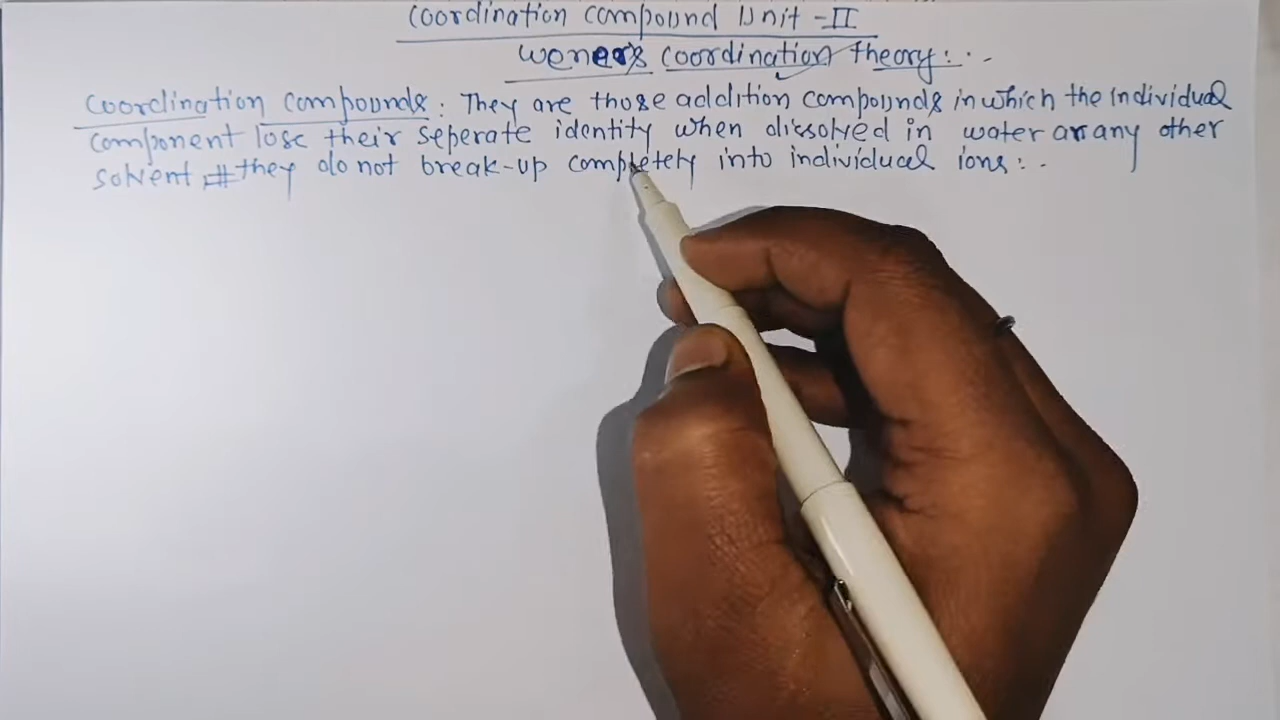 Coordination Compound Unit -II
Wener's coordination theory:-
Coordination compounds: They are those addition compounds in which the individual
component lose their seperate identity when dissolved in water or any other
solvent, they do not break-up completely into individual ions:-